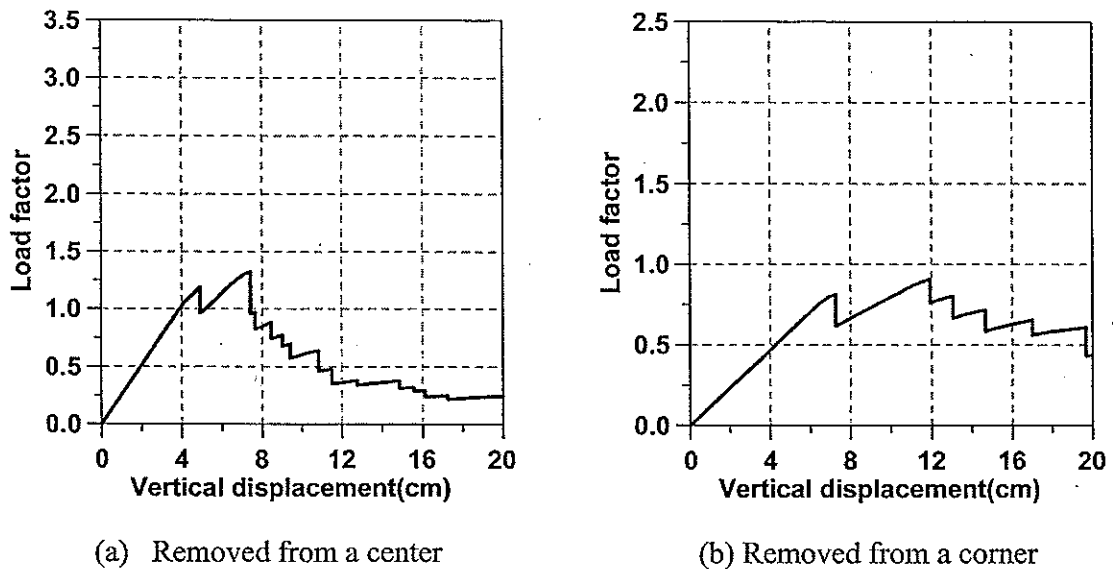 3.5
3.0
2.5
2.0
1.5
1.0
0.5
0.0
Load factor
0 4 8 12 16 20
Vertical displacement(cm)
(a) Removed from a center
2.5
2.0
1.5
1.0
0.5
0.0
Load factor
0 4 8 12 16 20
Vertical displacement(cm)
(b) Removed from a corner